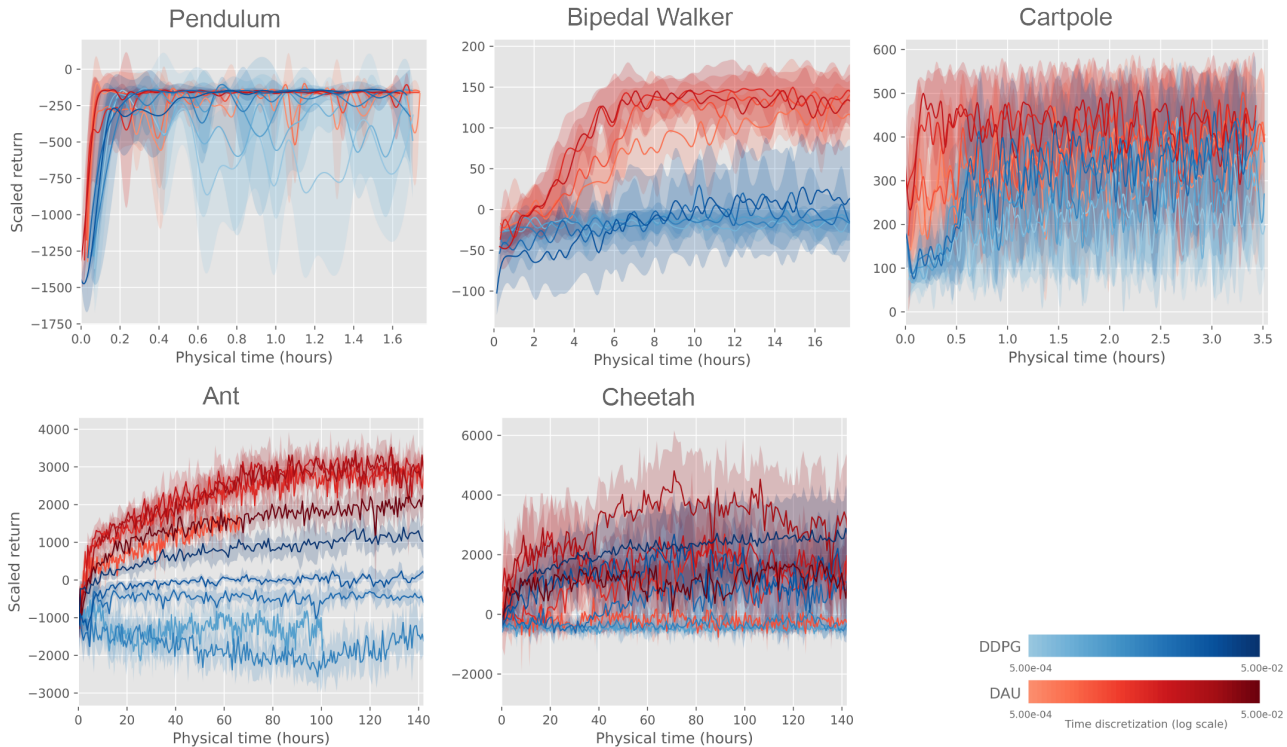 Pendulum
Bipedal Walker
Cartpole
0
−250
−500
−750
−1000
−1250
−1500
−1750
Scaled return
0.0 0.2 0.4 0.6 0.8 1.0 1.2 1.4 1.6
Physical time (hours)
200
150
100
50
0
−50
−100
0 2 4 6 8 10 12 14 16
Physical time (hours)
600
500
400
300
200
100
0
0.0 0.5 1.0 1.5 2.0 2.5 3.0 3.5
Physical time (hours)
Ant
Cheetah
4000
3000
2000
1000
0
−1000
−2000
−3000
Scaled return
0 20 40 60 80 100 120 140
Physical time (hours)
6000
4000
2000
0
−2000
0 20 40 60 80 100 120 140
Physical time (hours)
DDPG
5.00e-04 5.00e-02
DAU
5.00e-04 5.00e-02
Time discretization (log scale)